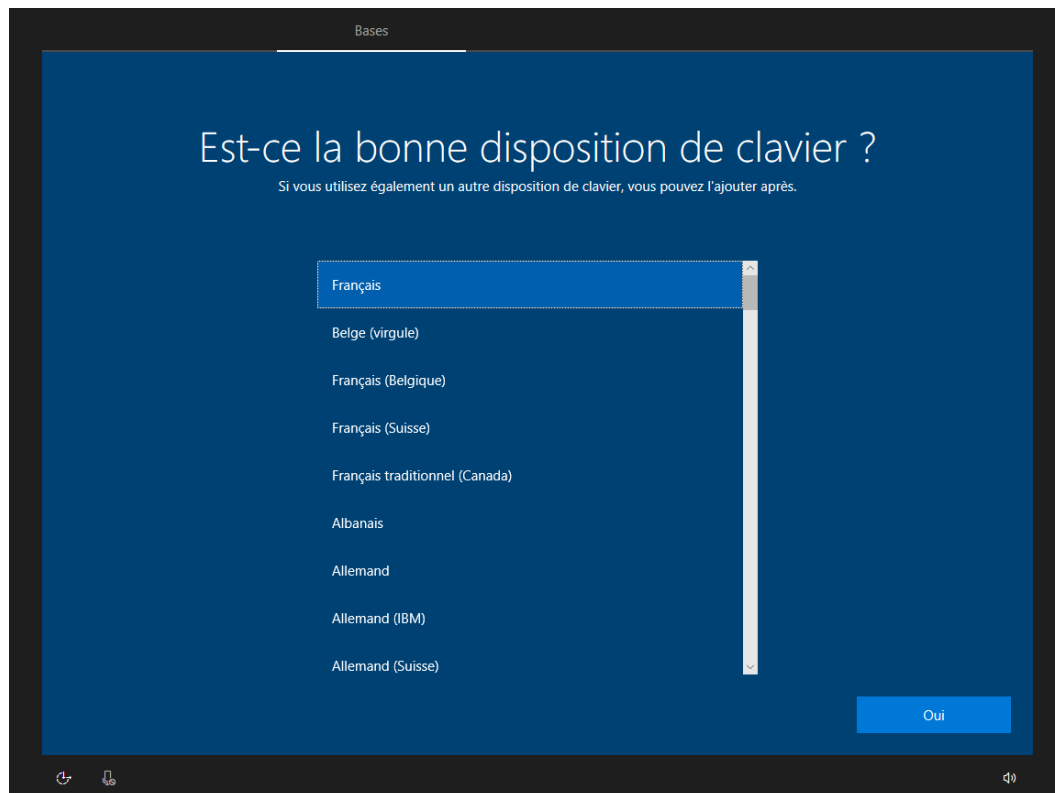 Bases
Est-ce la bonne disposition de clavier ?
Si vous utilisez également un autre disposition de clavier, vous pouvez l'ajouter après.
Français
Belge (virgule)
Français (Belgique)
Français (Suisse)
Français traditionnel (Canada)
Albanais
Allemand
Allemand (IBM)
Allemand (Suisse)
Oui